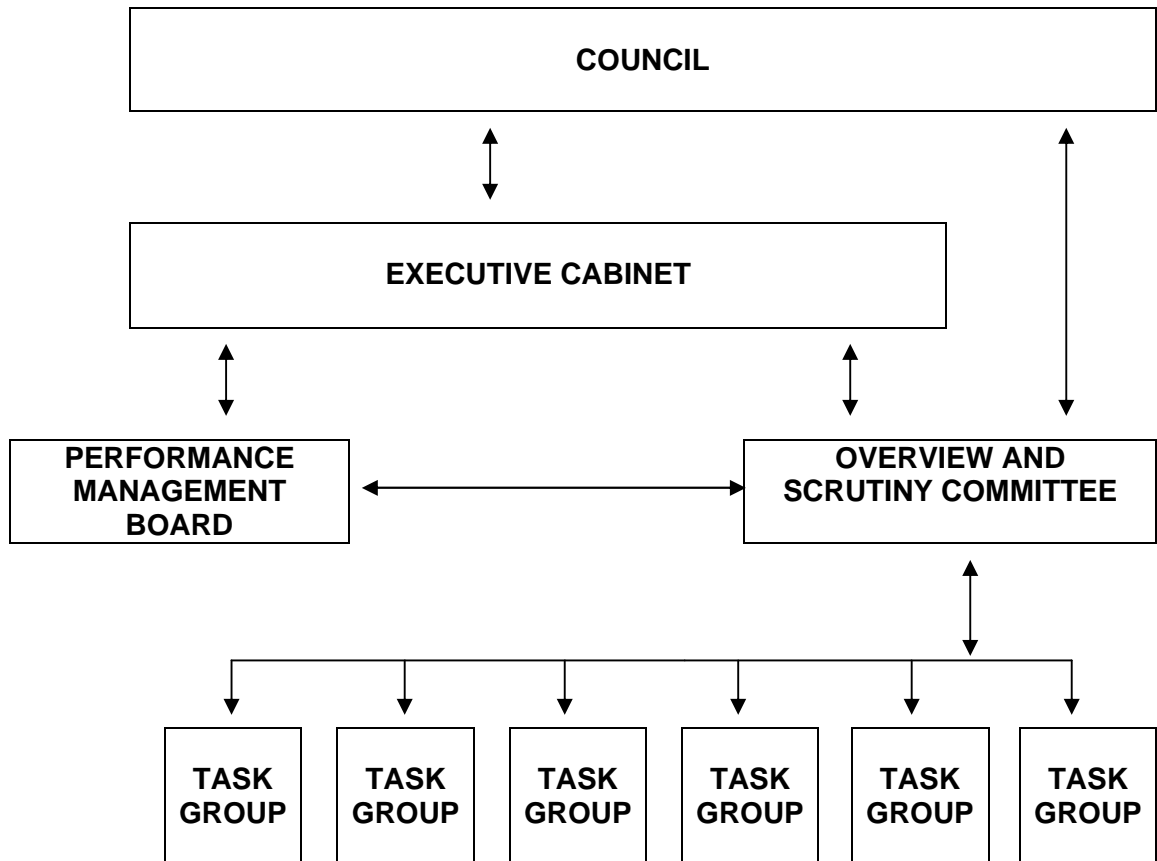 COUNCIL
EXECUTIVE CABINET
PERFORMANCE
MANAGEMENT
BOARD
OVERVIEW AND
SCRUTINY COMMITTEE
TASK
GROUP
TASK
GROUP
TASK
GROUP
TASK
GROUP
TASK
GROUP
TASK
GROUP